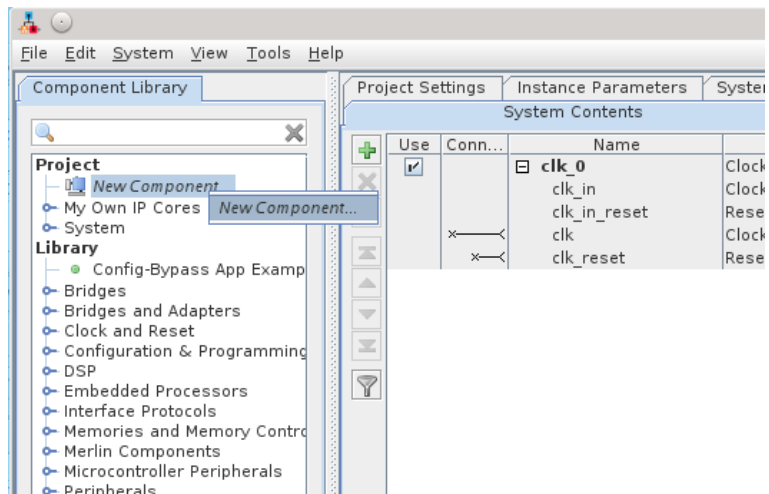 File Edit System View Tools Help
Component Library
Project
New Component...
My Own IP Cores
New Component...
System
Library
Config-Bypass App Examp
Bridges
Bridges and Adapters
Clock and Reset
Configuration & Programming
DSP
Embedded Processors
Interface Protocols
Memories and Memory Contro
Merlin Components
Microcontroller Peripherals
Peripherals
Project Settings Instance Parameters System
System Contents
Use Conn... Name
clk_0 Clock
clk_in Clock
clk_in_reset Rese
clk Clock
clk_reset Rese